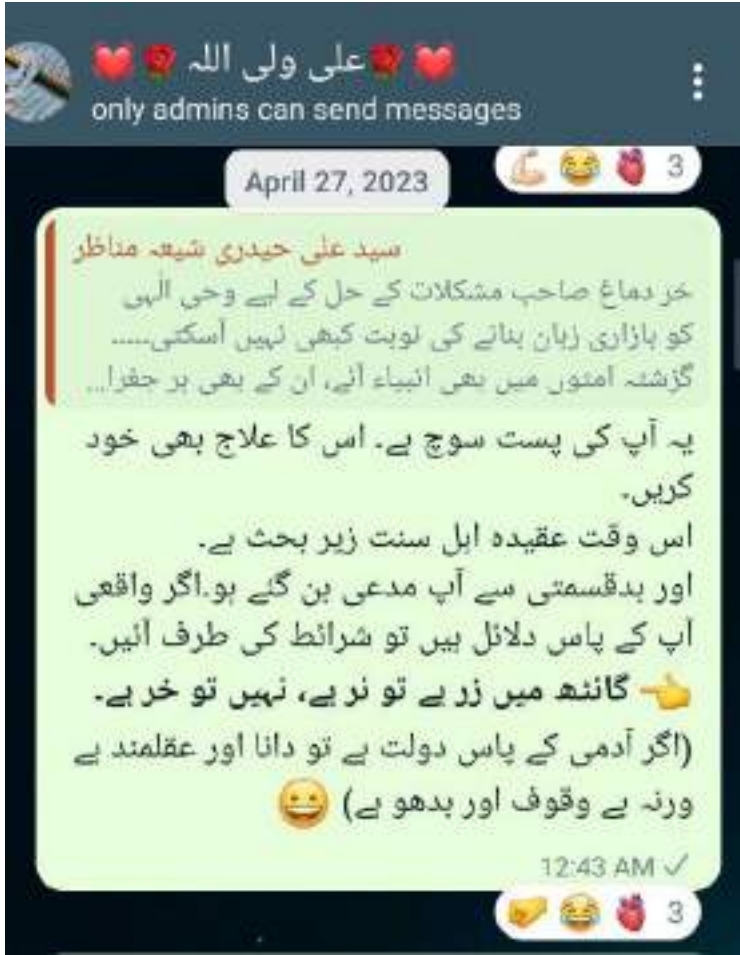 ❤️🌹علی ولی اللہ 🌹❤️
only admins can send messages
3
April 27, 2023
سید علی حیدری شیعہ مناظر
خر دماغ صاحب مشکلات کے حل کے لیے وحی الٰہی
کو بازاری زبان بنانے کی نوبت کبھی نہیں آسکتی.....
گزشتہ امتوں میں بھی انبیاء آئے، ان کے بھی ہر جغرا...
یہ آپ کی پست سوچ ہے۔ اس کا علاج بھی خود
کریں۔
اس وقت عقیدہ اہل سنت زیر بحث ہے۔
اور بدقسمتی سے آپ مدعی بن گئے ہو.اگر واقعی
آپ کے پاس دلائل ہیں تو شرائط کی طرف آئیں۔
👈 گانٹھ میں زر ہے تو نر ہے، نہیں تو خر ہے۔
(اگر آدمی کے پاس دولت ہے تو دانا اور عقلمند ہے
ورنہ بے وقوف اور بدھو ہے) 😀
12:43 AM ✓
3